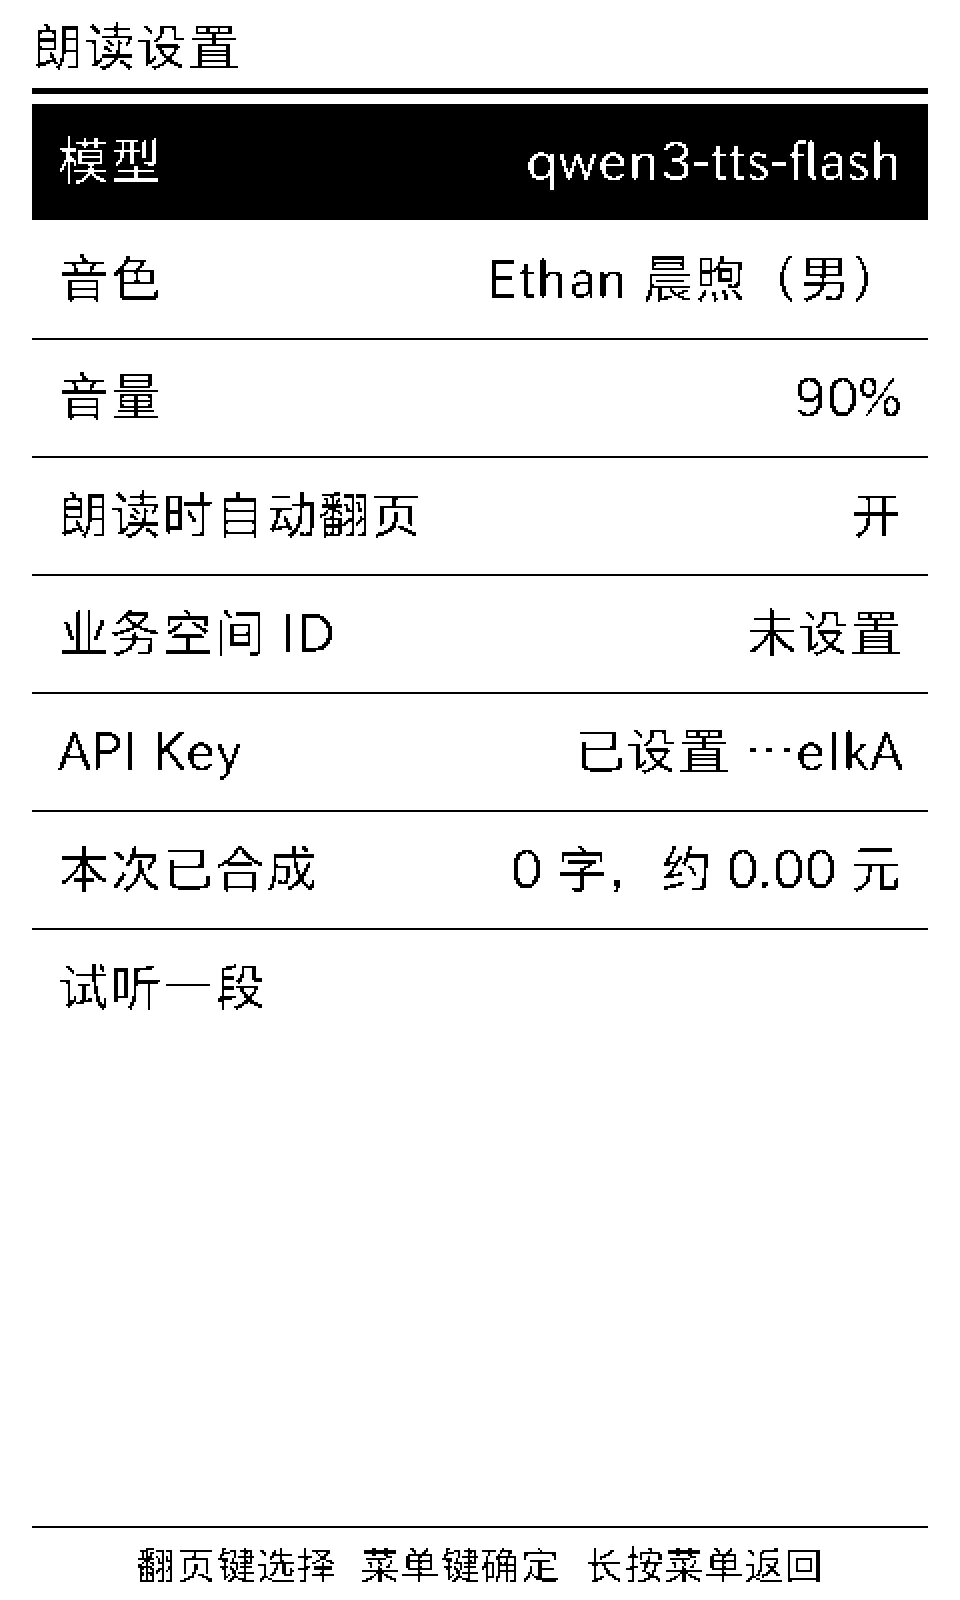 朗读设置
模型 qwen3-tts-flash
音色 Ethan 晨煦（男）
音量 90%
朗读时自动翻页 开
业务空间 ID 未设置
API Key 已设置 …elkA
本次已合成 0 字，约 0.00 元
试听一段
翻页键选择 菜单键确定 长按菜单返回